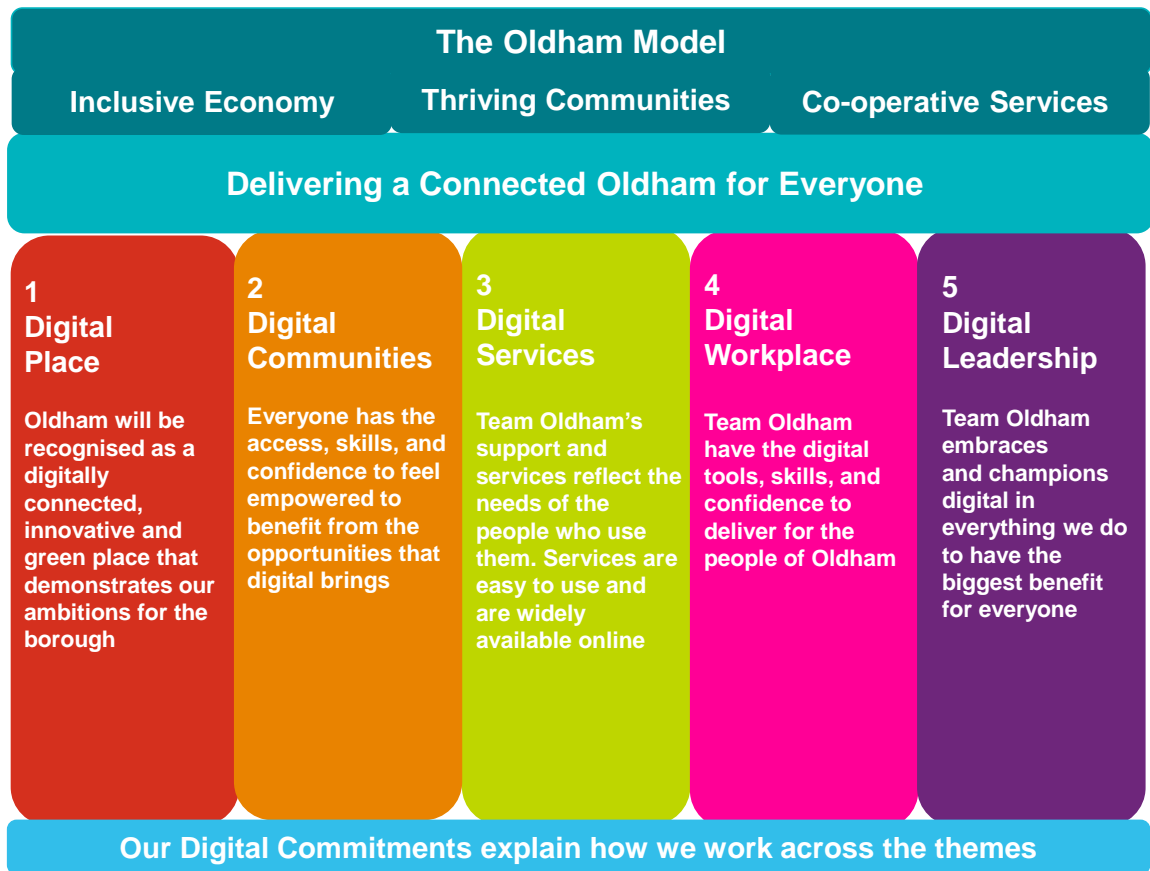 The Oldham Model
Inclusive Economy
Thriving Communities
Co-operative Services
Delivering a Connected Oldham for Everyone
1
Digital
Place
Oldham will be
recognised as a
digitally
connected,
innovative and
green place that
demonstrates our
ambitions for the
borough
2
Digital
Communities
Everyone has the
access, skills, and
confidence to feel
empowered to
benefit from the
opportunities that
digital brings
3
Digital
Services
Team Oldham’s
support and
services reflect the
needs of the
people who use
them. Services are
easy to use and
are widely
available online
4
Digital
Workplace
Team Oldham
have the digital
tools, skills, and
confidence to
deliver for the
people of Oldham
5
Digital
Leadership
Team Oldham
embraces
and champions
digital in
everything we do
to have the
biggest benefit
for everyone
Our Digital Commitments explain how we work across the themes